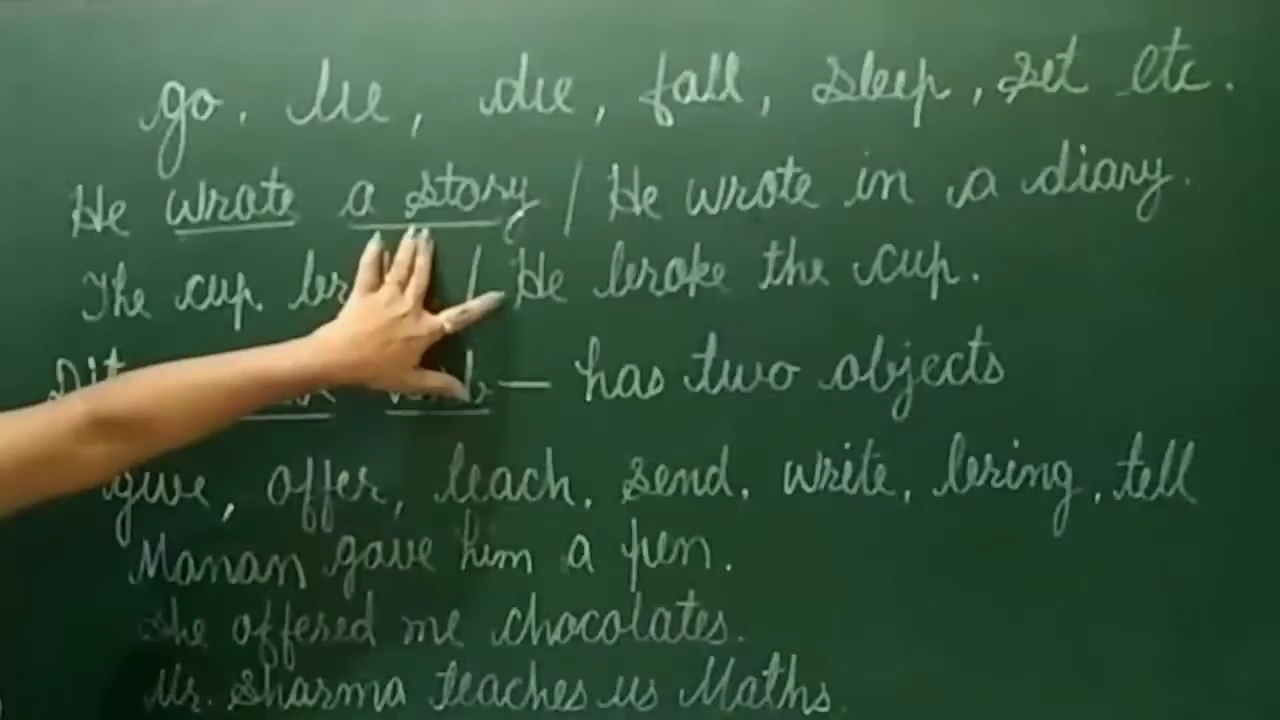 go, lie, die, fall, sleep, set etc.
He wrote a story / He wrote in a diary.
The cup / He broke the cup.
verb — has two objects
give, offer, teach, send, write, bring, tell
Manan gave him a pen.
She offered me chocolates.
Mr. Sharma teaches us Maths.